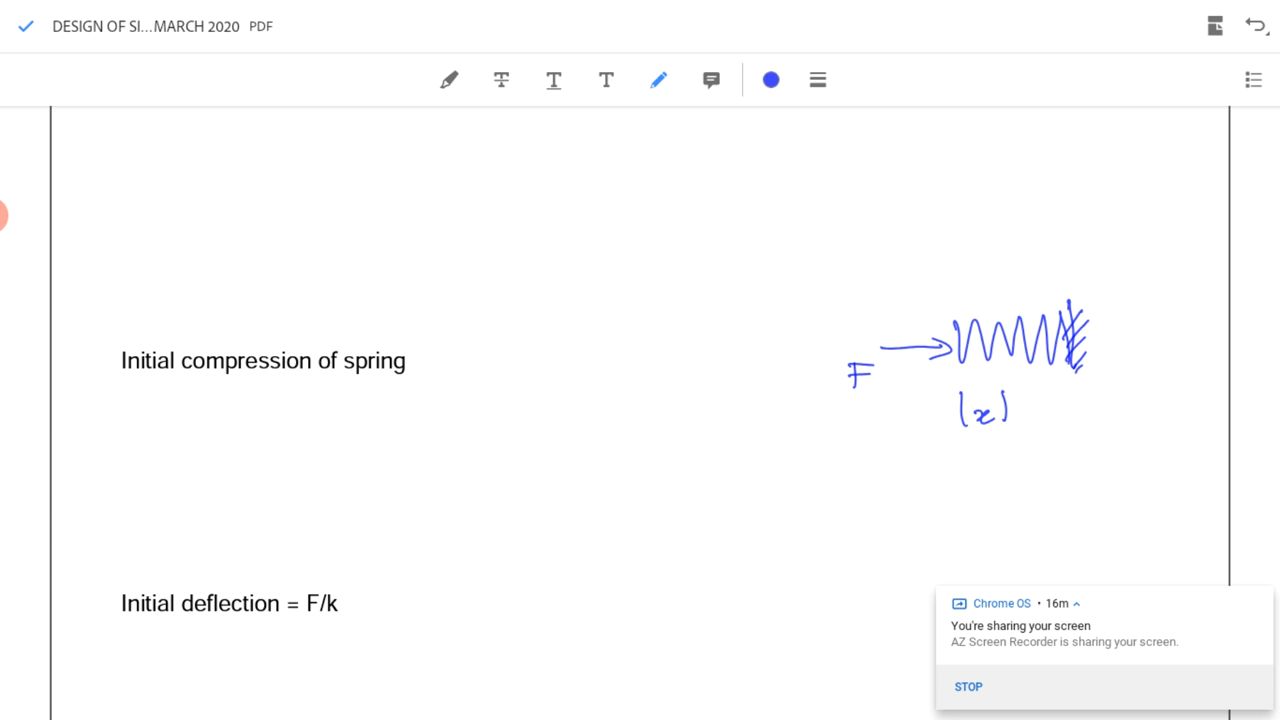 DESIGN OF SI...MARCH 2020 PDF
T T T
Initial compression of spring
F
(x)
Initial deflection = F/k
Chrome OS • 16m
You're sharing your screen
AZ Screen Recorder is sharing your screen.
STOP